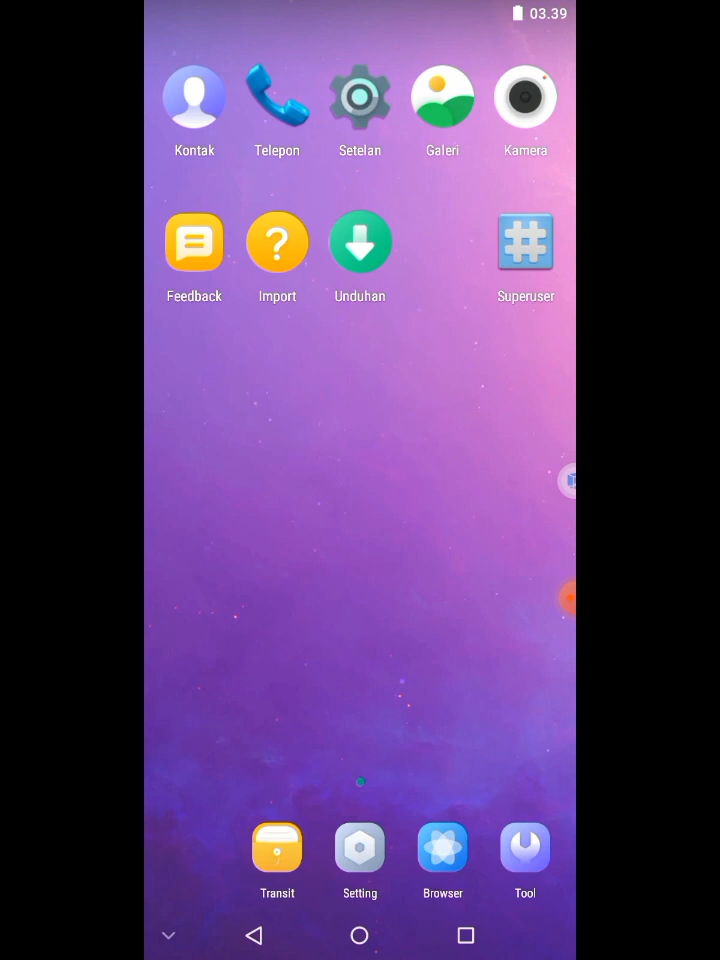 03.39
Kontak
Telepon
Setelan
Galeri
Kamera
Feedback
Import
Unduhan
Superuser
Transit
Setting
Browser
Tool